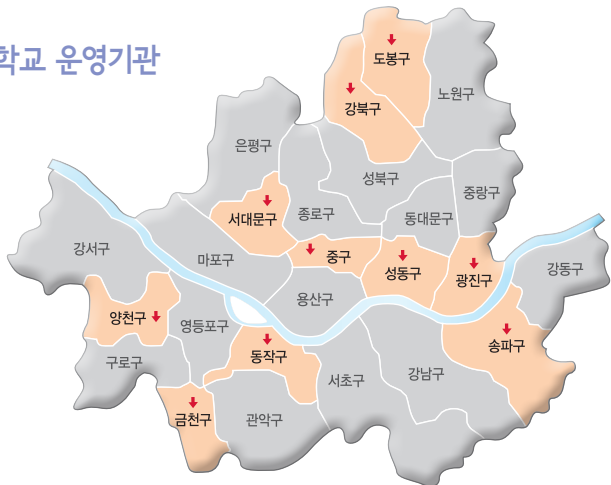 학교 운영기관
도봉구
노원구
강북구
은평구
성북구
중랑구
서대문구
종로구
동대문구
강서구
마포구
중구
성동구
광진구
강동구
용산구
양천구
영등포구
송파구
구로구
동작구
서초구
강남구
금천구
관악구